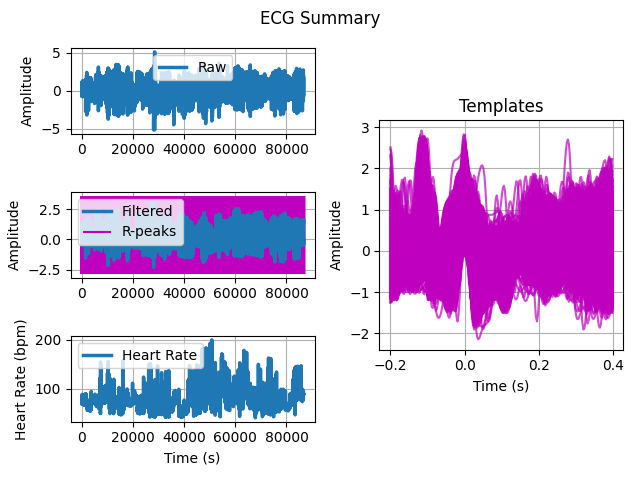 ECG Summary
5
0
−5
Amplitude
Raw
0 20000 40000 60000 80000
2.5
0.0
−2.5
Amplitude
Filtered
R-peaks
0 20000 40000 60000 80000
200
100
Heart Rate (bpm)
Heart Rate
0 20000 40000 60000 80000
Time (s)
Templates
3
2
1
0
−1
−2
Amplitude
−0.2 0.0 0.2 0.4
Time (s)